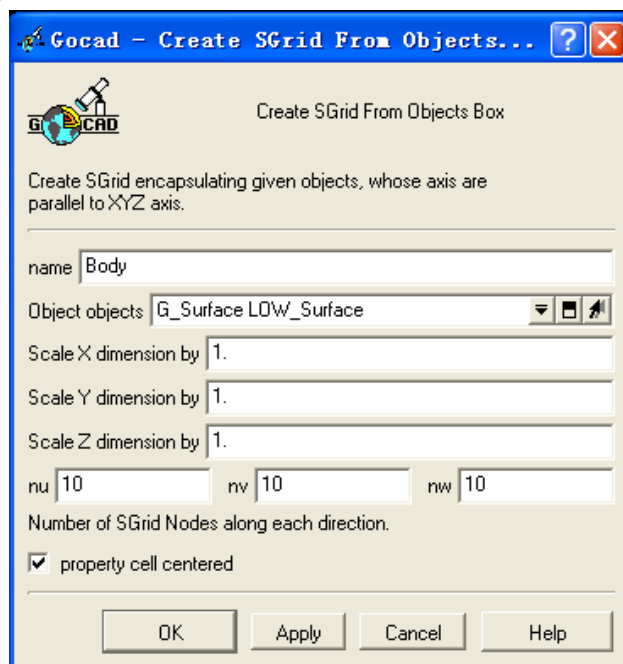 Gocad - Create SGrid From Objects...
GOCAD
Create SGrid From Objects Box
Create SGrid encapsulating given objects, whose axis are
parallel to XYZ axis.
name Body
Object objects G_Surface LOW_Surface
Scale X dimension by 1.
Scale Y dimension by 1.
Scale Z dimension by 1.
nu 10 nv 10 nw 10
Number of SGrid Nodes along each direction.
property cell centered
OK Apply Cancel Help